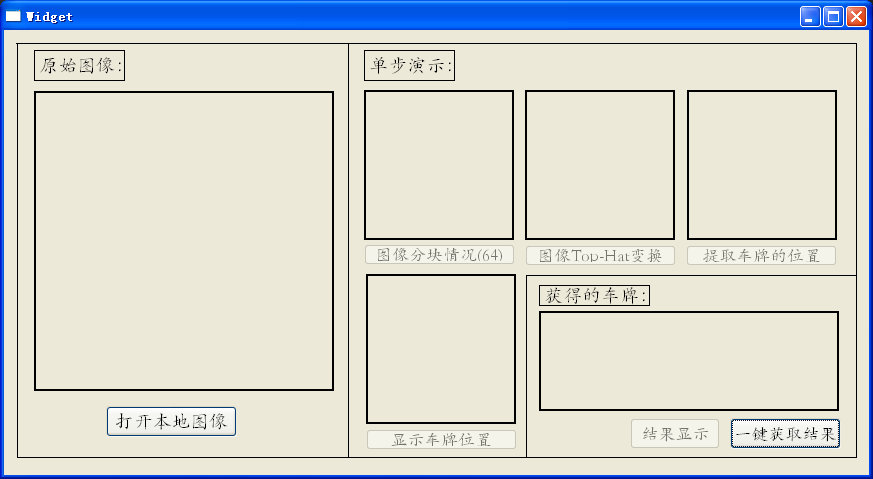 Widget
原始图像:
单步演示:
图像分块情况(64)
图像Top-Hat变换
提取车牌的位置
获得的车牌:
打开本地图像
显示车牌位置
结果显示
一键获取结果